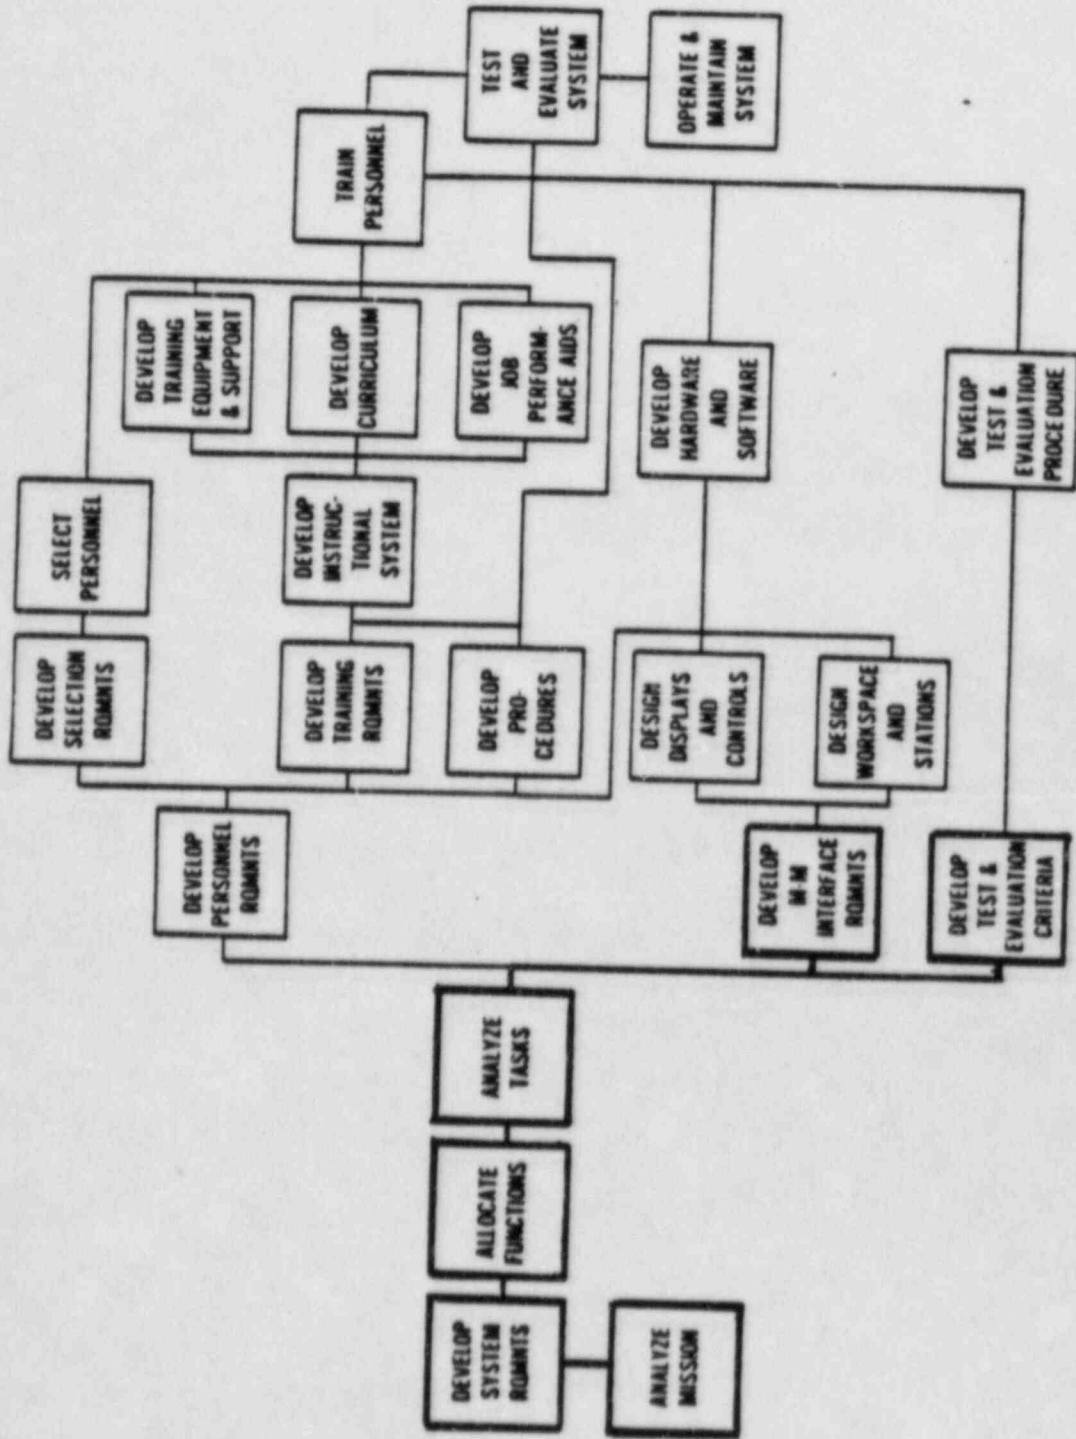 DEVELOP
SYSTEM
RQMNTS
ANALYZE
MISSION
ALLOCATE
FUNCTIONS
ANALYZE
TASKS
DEVELOP
PERSONNEL
RQMNTS
DEVELOP
M-M
INTERFACE
RQMNTS
DEVELOP
TEST &
EVALUATION
CRITERIA
DEVELOP
SELECTION
RQMNTS
DEVELOP
TRAINING
RQMNTS
DEVELOP
PRO-
CEDURES
DESIGN
DISPLAYS
AND
CONTROLS
DESIGN
WORKSPACE
AND
STATIONS
SELECT
PERSONNEL
DEVELOP
INSTRUC-
TIONAL
SYSTEM
DEVELOP
TRAINING
EQUIPMENT
& SUPPORT
DEVELOP
CURRICULUM
DEVELOP
JOB
PERFORM-
ANCE AIDS
DEVELOP
HARDWARE
AND
SOFTWARE
DEVELOP
TEST &
EVALUATION
PROCEDURE
TRAIN
PERSONNEL
TEST
AND
EVALUATE
SYSTEM
OPERATE &
MAINTAIN
SYSTEM